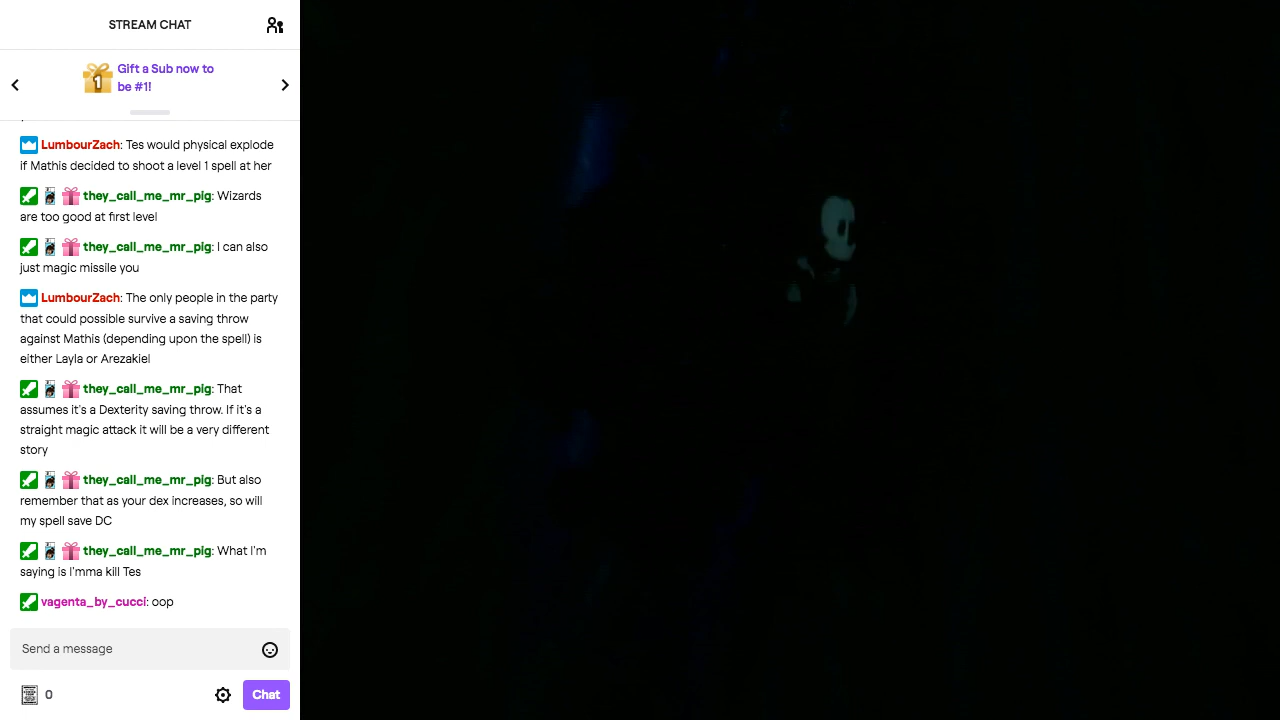 STREAM CHAT
1
Gift a Sub now to
be #1!
LumbourZach: Tes would physical explode
if Mathis decided to shoot a level 1 spell at her
they_call_me_mr_pig: Wizards
are too good at first level
they_call_me_mr_pig: I can also
just magic missile you
LumbourZach: The only people in the party
that could possible survive a saving throw
against Mathis (depending upon the spell) is
either Layla or Arezakiel
they_call_me_mr_pig: That
assumes it's a Dexterity saving throw. If it's a
straight magic attack it will be a very different
story
they_call_me_mr_pig: But also
remember that as your dex increases, so will
my spell save DC
they_call_me_mr_pig: What I'm
saying is I'mma kill Tes
vagenta_by_cucci: oop
Send a message
0
Chat